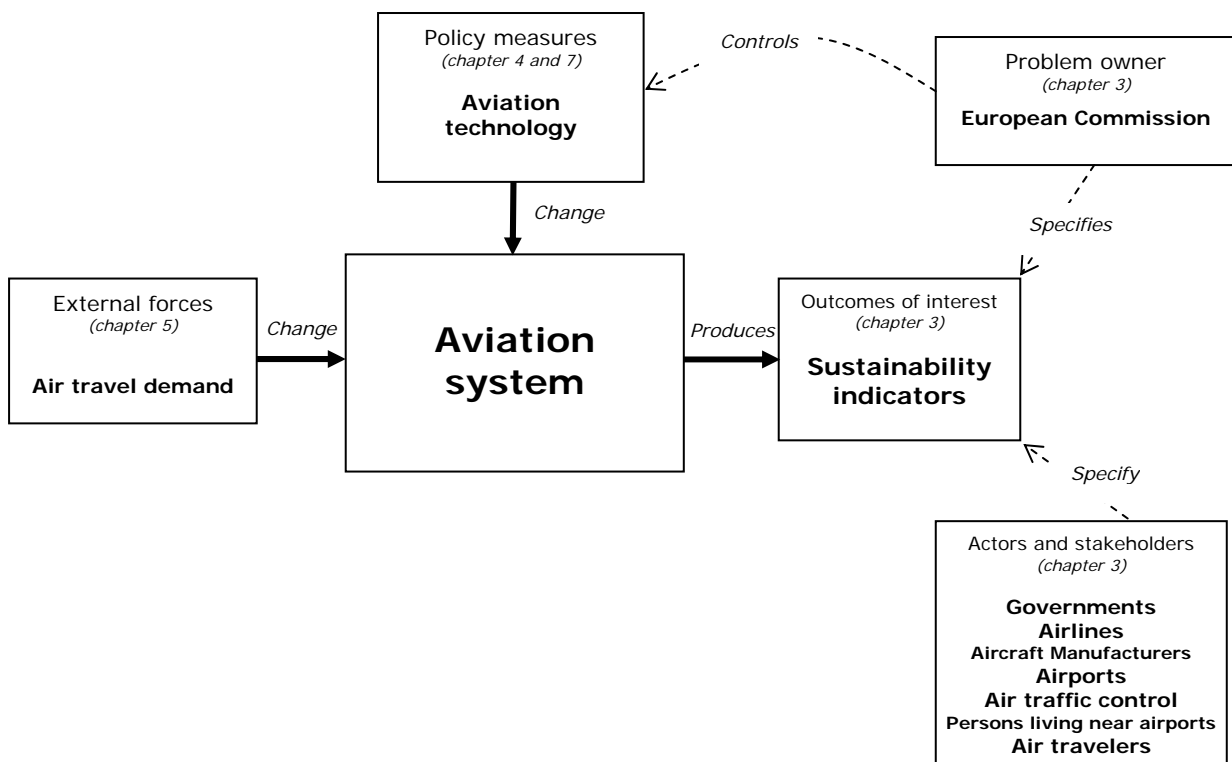 Policy measures
(chapter 4 and 7)
Aviation
technology
Controls
Problem owner
(chapter 3)
European Commission
Change
Specifies
External forces
(chapter 5)
Air travel demand
Change
Aviation
system
Produces
Outcomes of interest
(chapter 3)
Sustainability
indicators
Specify
Actors and stakeholders
(chapter 3)
Governments
Airlines
Aircraft Manufacturers
Airports
Air traffic control
Persons living near airports
Air travelers